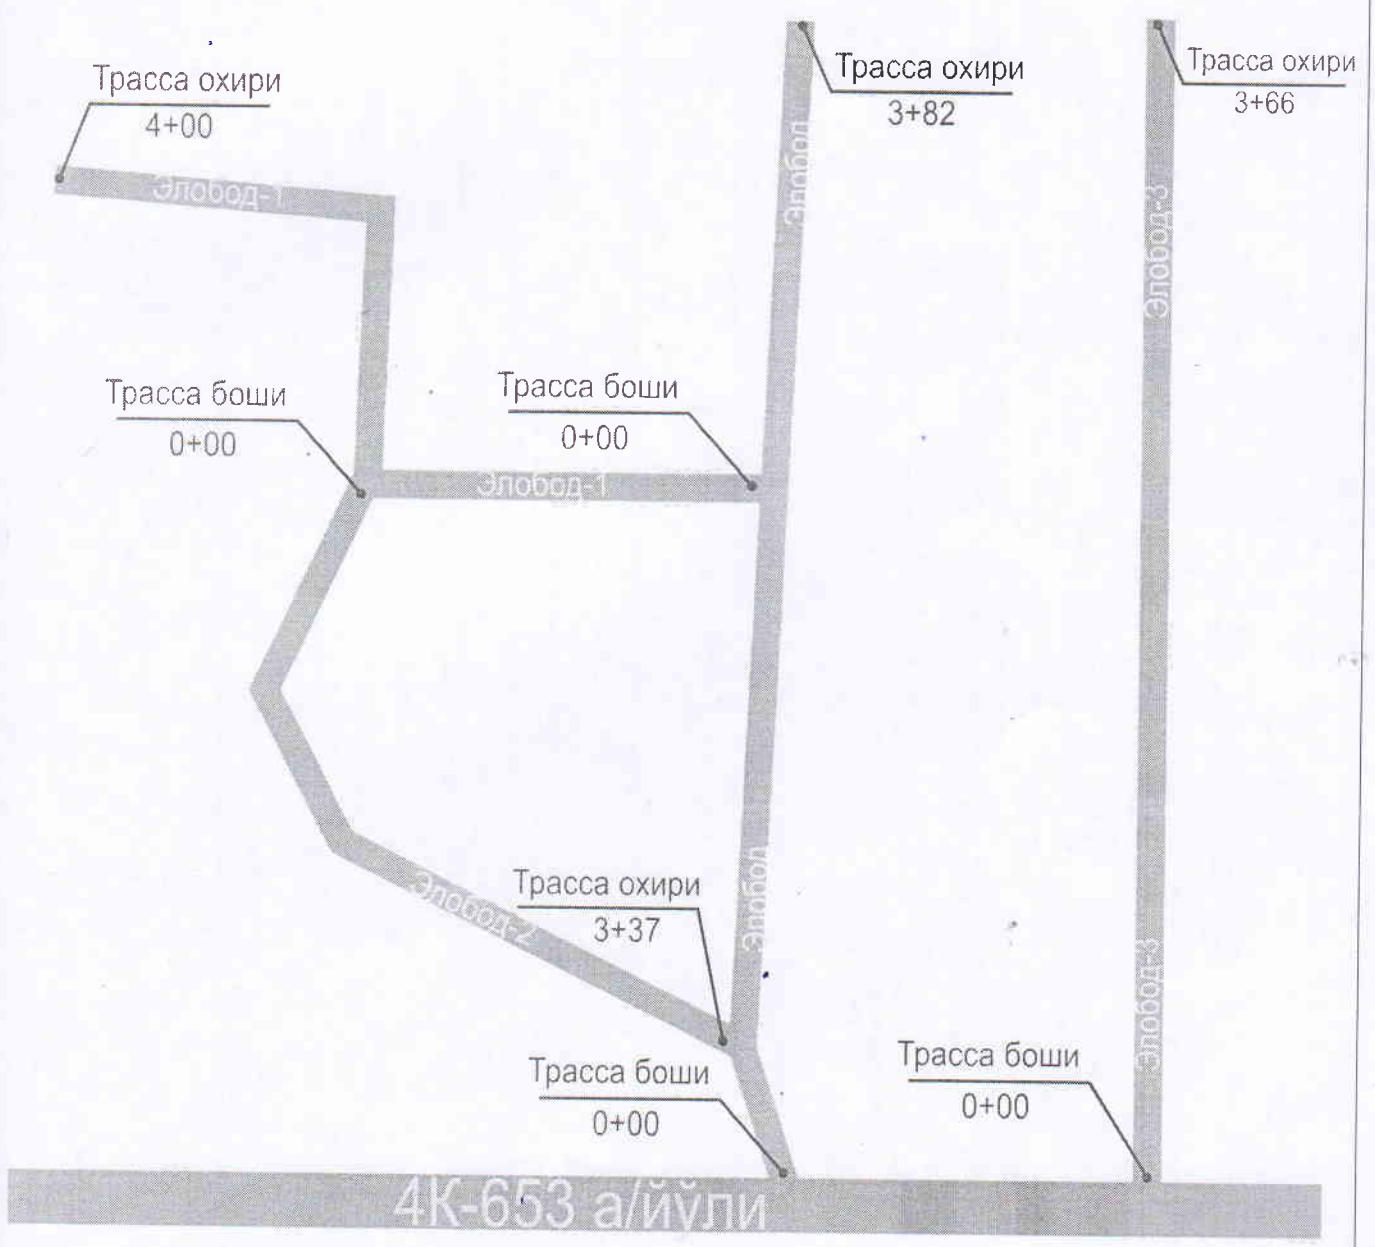 Трасса охири
3+82
Трасса охири
3+66
Трасса охири
4+00
Элобод-1
Элобод
Элобод-3
Трасса боши
0+00
Трасса боши
0+00
Элобод-1
Элобод
Трасса охири
3+37
Элобод-2
Элобод-3
Трасса боши
0+00
Трасса боши
0+00
4К-653 а/йўли